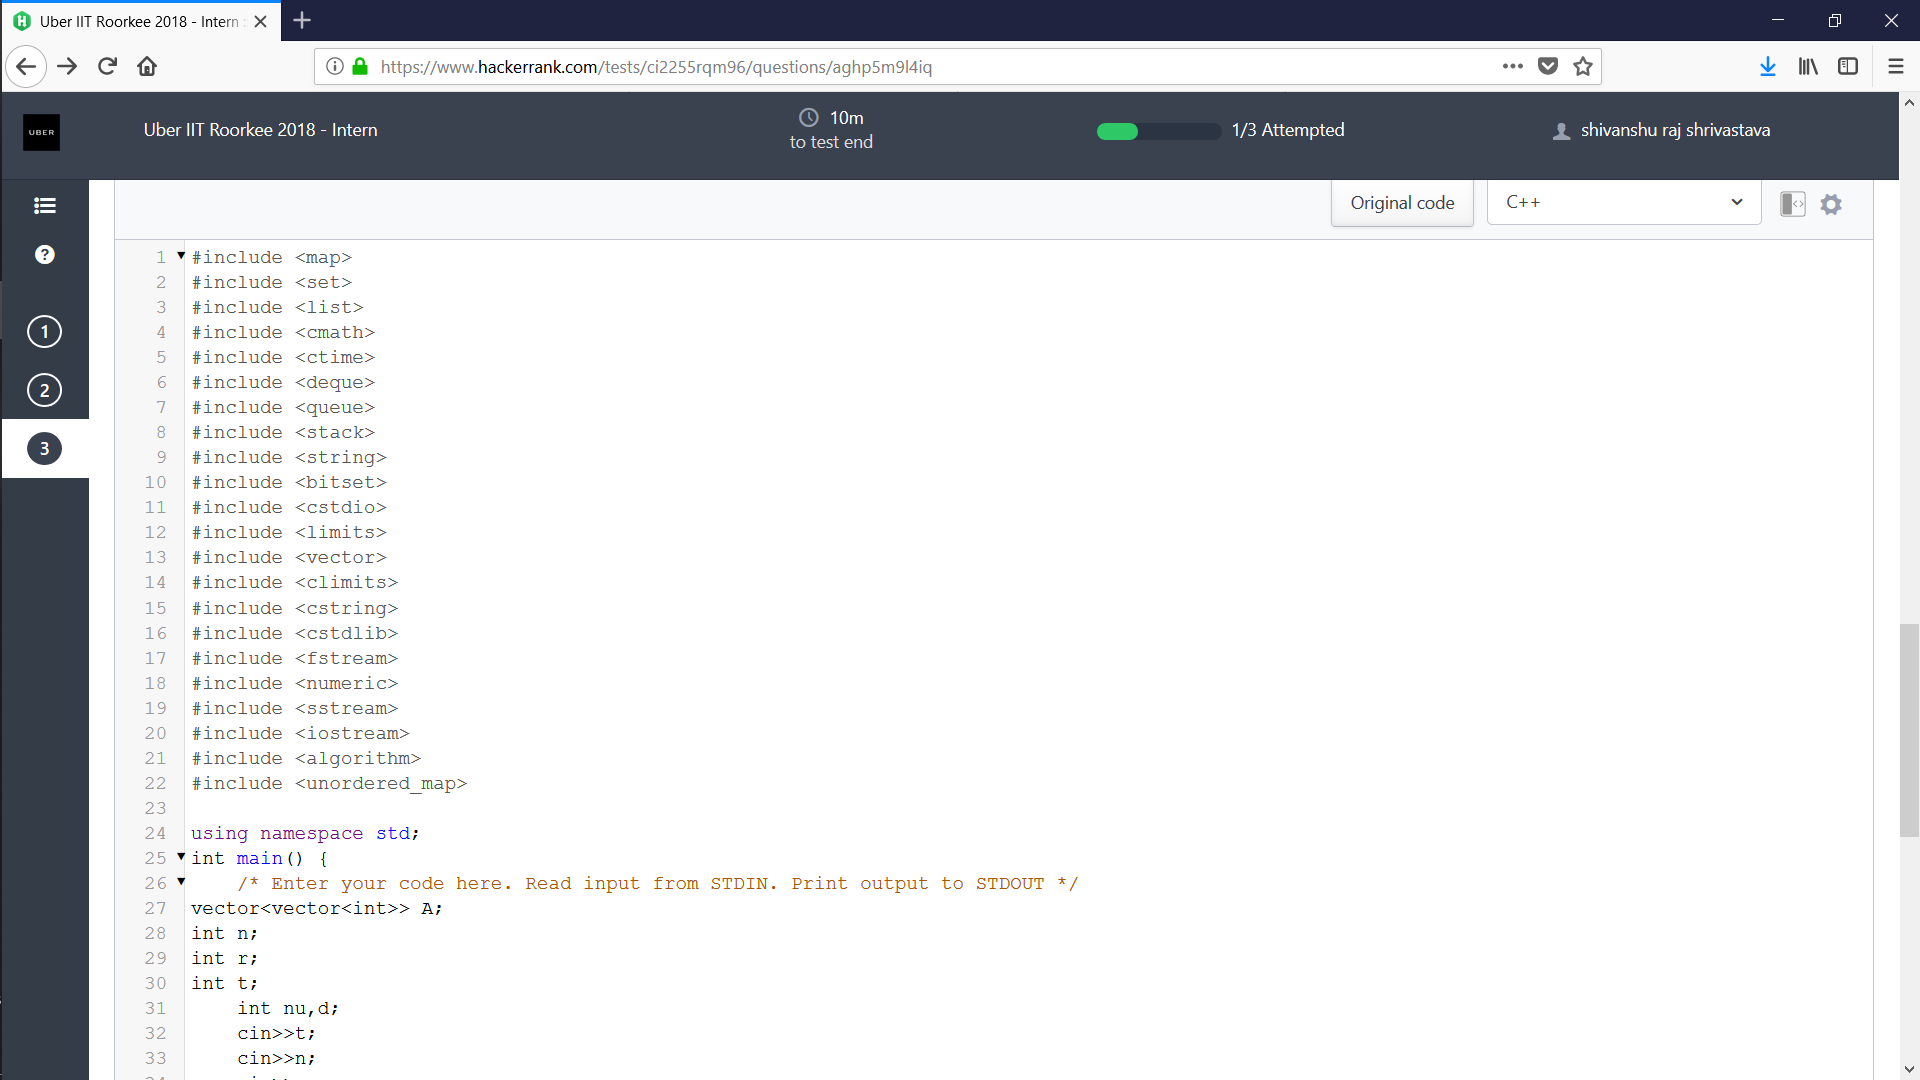 Uber IIT Roorkee 2018 - Intern
https://www.hackerrank.com/tests/ci2255rqm96/questions/aghp5m9l4iq
UBER
Uber IIT Roorkee 2018 - Intern
10m
to test end
1/3 Attempted
shivanshu raj shrivastava
Original code
C++
?
1
2
3
1 #include <map>
2 #include <set>
3 #include <list>
4 #include <cmath>
5 #include <ctime>
6 #include <deque>
7 #include <queue>
8 #include <stack>
9 #include <string>
10 #include <bitset>
11 #include <cstdio>
12 #include <limits>
13 #include <vector>
14 #include <climits>
15 #include <cstring>
16 #include <cstdlib>
17 #include <fstream>
18 #include <numeric>
19 #include <sstream>
20 #include <iostream>
21 #include <algorithm>
22 #include <unordered_map>
23
24 using namespace std;
25 int main() {
26 /* Enter your code here. Read input from STDIN. Print output to STDOUT */
27 vector<vector<int>> A;
28 int n;
29 int r;
30 int t;
31 int nu,d;
32 cin>>t;
33 cin>>n;